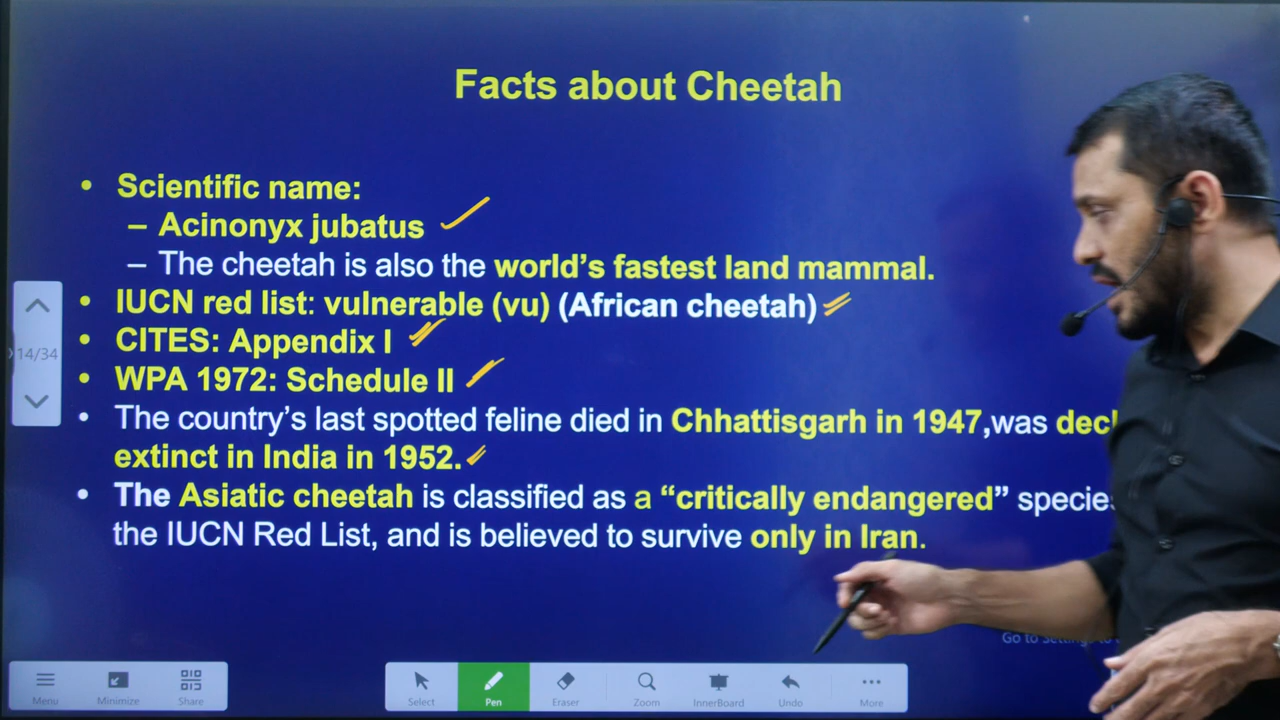 Facts about Cheetah
• Scientific name:
– Acinonyx jubatus
– The cheetah is also the world's fastest land mammal.
• IUCN red list: vulnerable (vu) (African cheetah)
• CITES: Appendix I
14/34
• WPA 1972: Schedule II
• The country's last spotted feline died in Chhattisgarh in 1947,was
extinct in India in 1952.
• The Asiatic cheetah is classified as a “critically endangered”
the IUCN Red List, and is believed to survive only in Iran.
Go to
Menu Minimize Share Select Pen Eraser Zoom InnerBoard Undo More